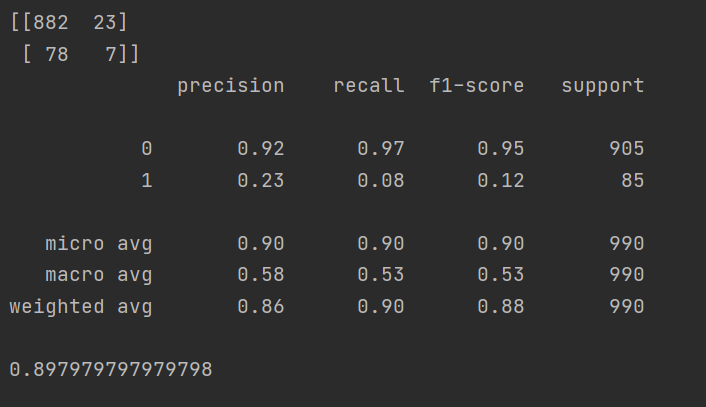 [[882  23]
 [ 78   7]]
              precision    recall  f1-score   support

           0       0.92      0.97      0.95       905
           1       0.23      0.08      0.12        85

   micro avg       0.90      0.90      0.90       990
   macro avg       0.58      0.53      0.53       990
weighted avg       0.86      0.90      0.88       990

0.897979797979798